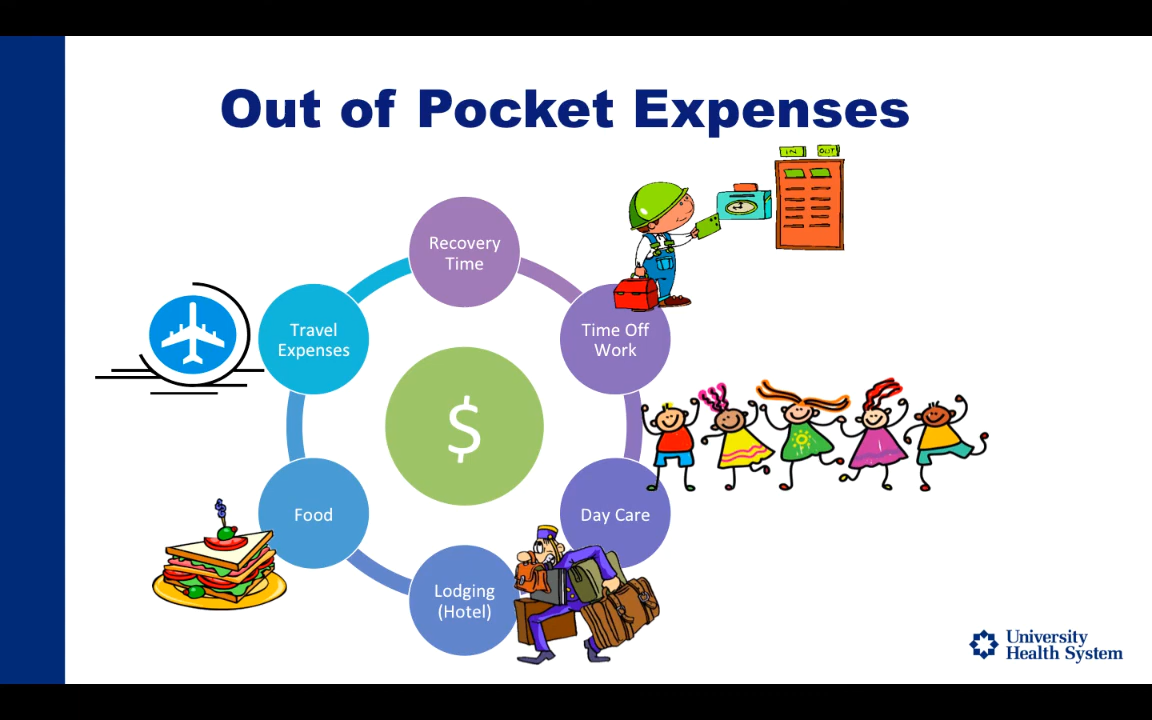 Out of Pocket Expenses
IN OUT
Recovery
Time
Travel
Expenses
Time Off
Work
$
Food
Day Care
Lodging
(Hotel)
University
Health System